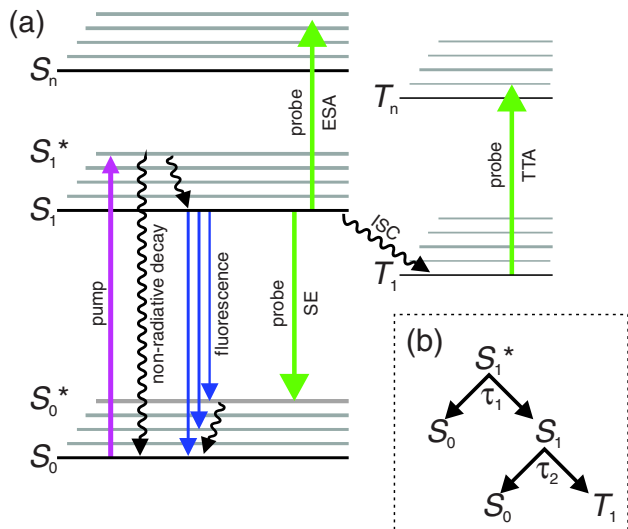 (a)
Sₙ
probe
ESA
Tₙ
probe
TTA
S₁*
S₁
pump
non-radiative decay
fluorescence
probe
SE
ISC
T₁
S₀*
S₀
(b)
S₁*
τ₁
S₀
S₁
τ₂
S₀
T₁